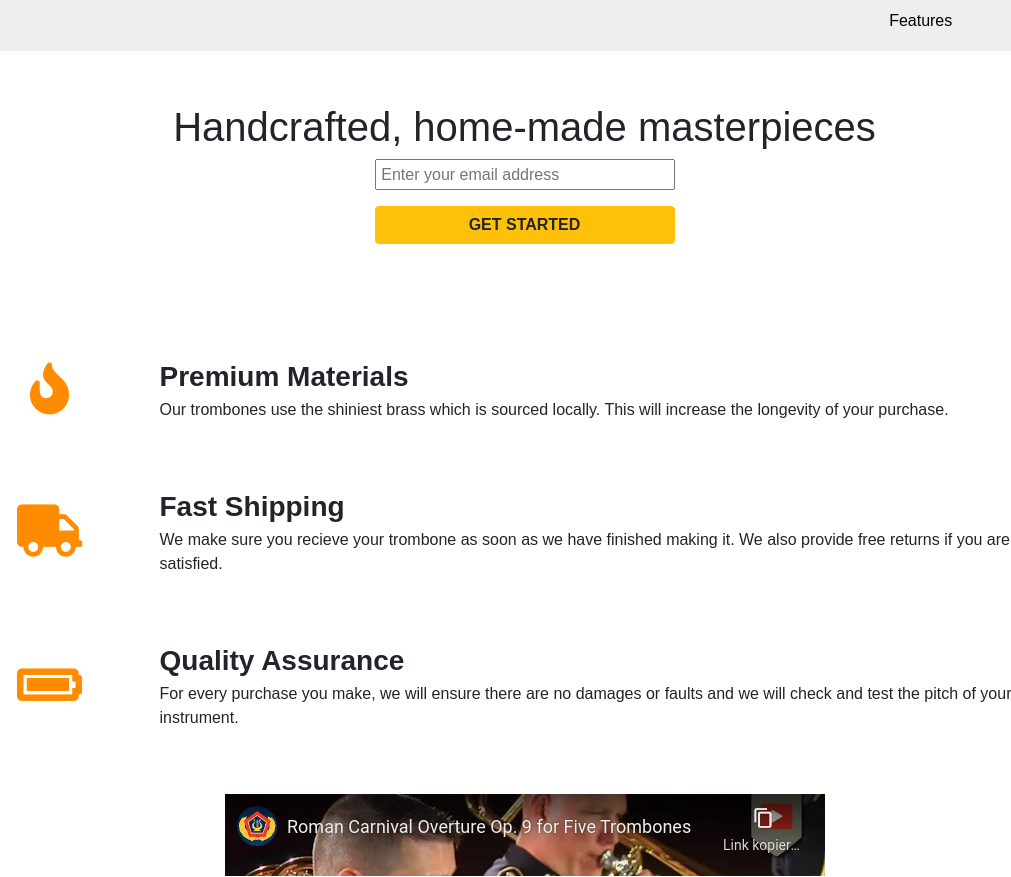 Features
Handcrafted, home-made masterpieces
Enter your email address
GET STARTED
Premium Materials
Our trombones use the shiniest brass which is sourced locally. This will increase the longevity of your purchase.
Fast Shipping
We make sure you recieve your trombone as soon as we have finished making it. We also provide free returns if you are
satisfied.
Quality Assurance
For every purchase you make, we will ensure there are no damages or faults and we will check and test the pitch of your
instrument.
Roman Carnival Overture Op. 9 for Five Trombones
Link kopier...